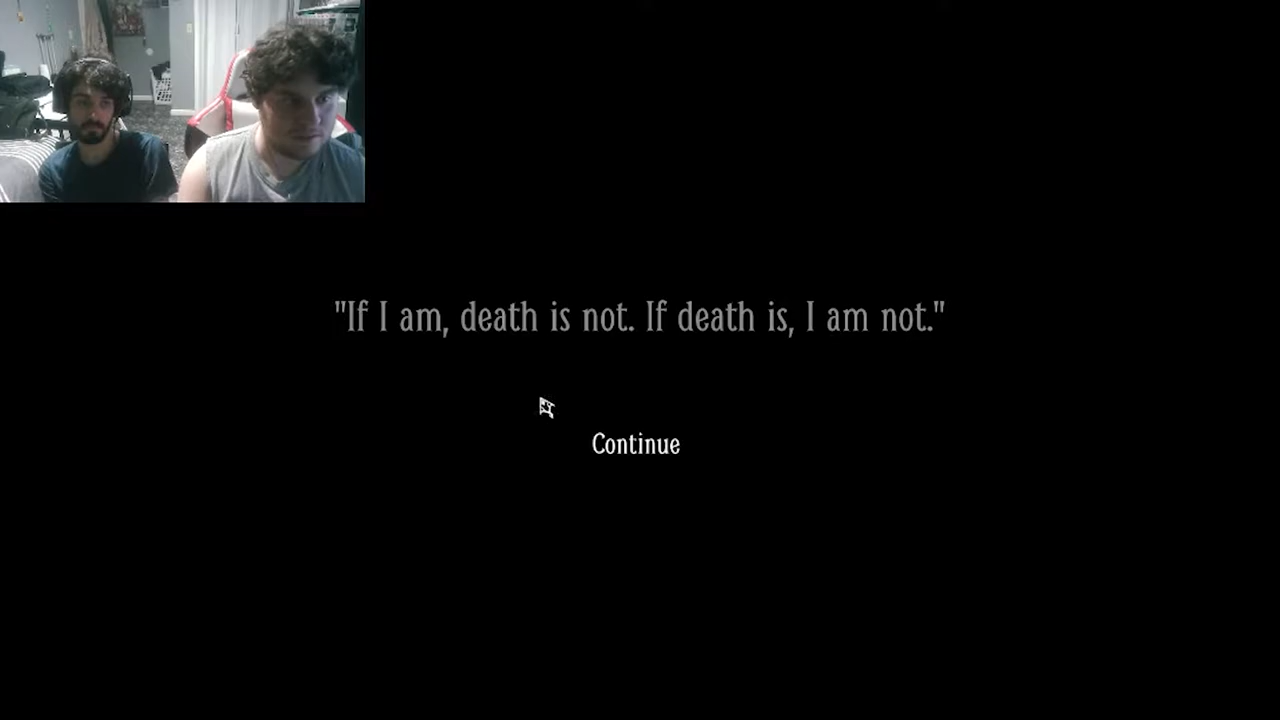 "If I am, death is not. If death is, I am not."
Continue